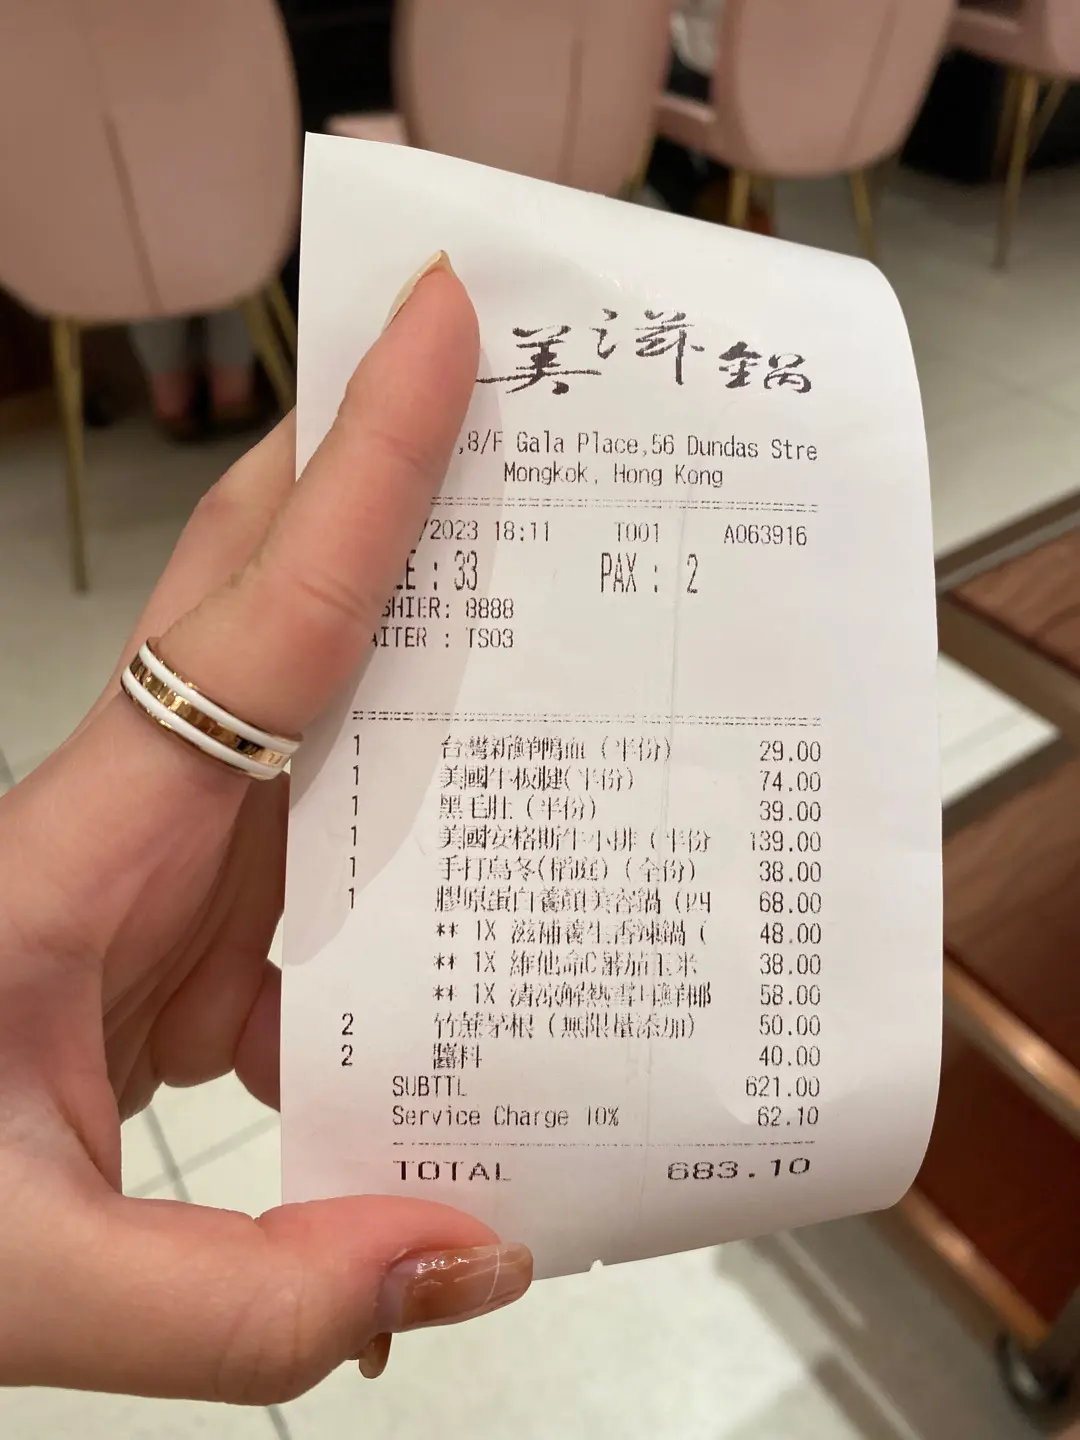 美滋鍋
,8/F Gala Place,56 Dundas Stre
Mongkok, Hong Kong
/2023 18:11 T001 A063916
LE : 33 PAX : 2
SHIER: 8888
AITER : TS03
1 台灣新鮮鴨血（半份） 29.00
1 美國牛板腱(半份) 74.00
1 黑毛肚（半份） 39.00
1 美國安格斯牛小排（半份 139.00
1 手打烏冬(稻庭)（全份） 38.00
1 膠原蛋白養顏美容鍋（四 68.00
** 1X 滋補養生香辣鍋（ 48.00
** 1X 維他命C蕃茄玉米 38.00
** 1X 清涼解熱雪耳鮮椰 58.00
2 竹蔗茅根（無限量添加） 50.00
2 醬料 40.00
SUBTTL 621.00
Service Charge 10% 62.10
TOTAL 683.10